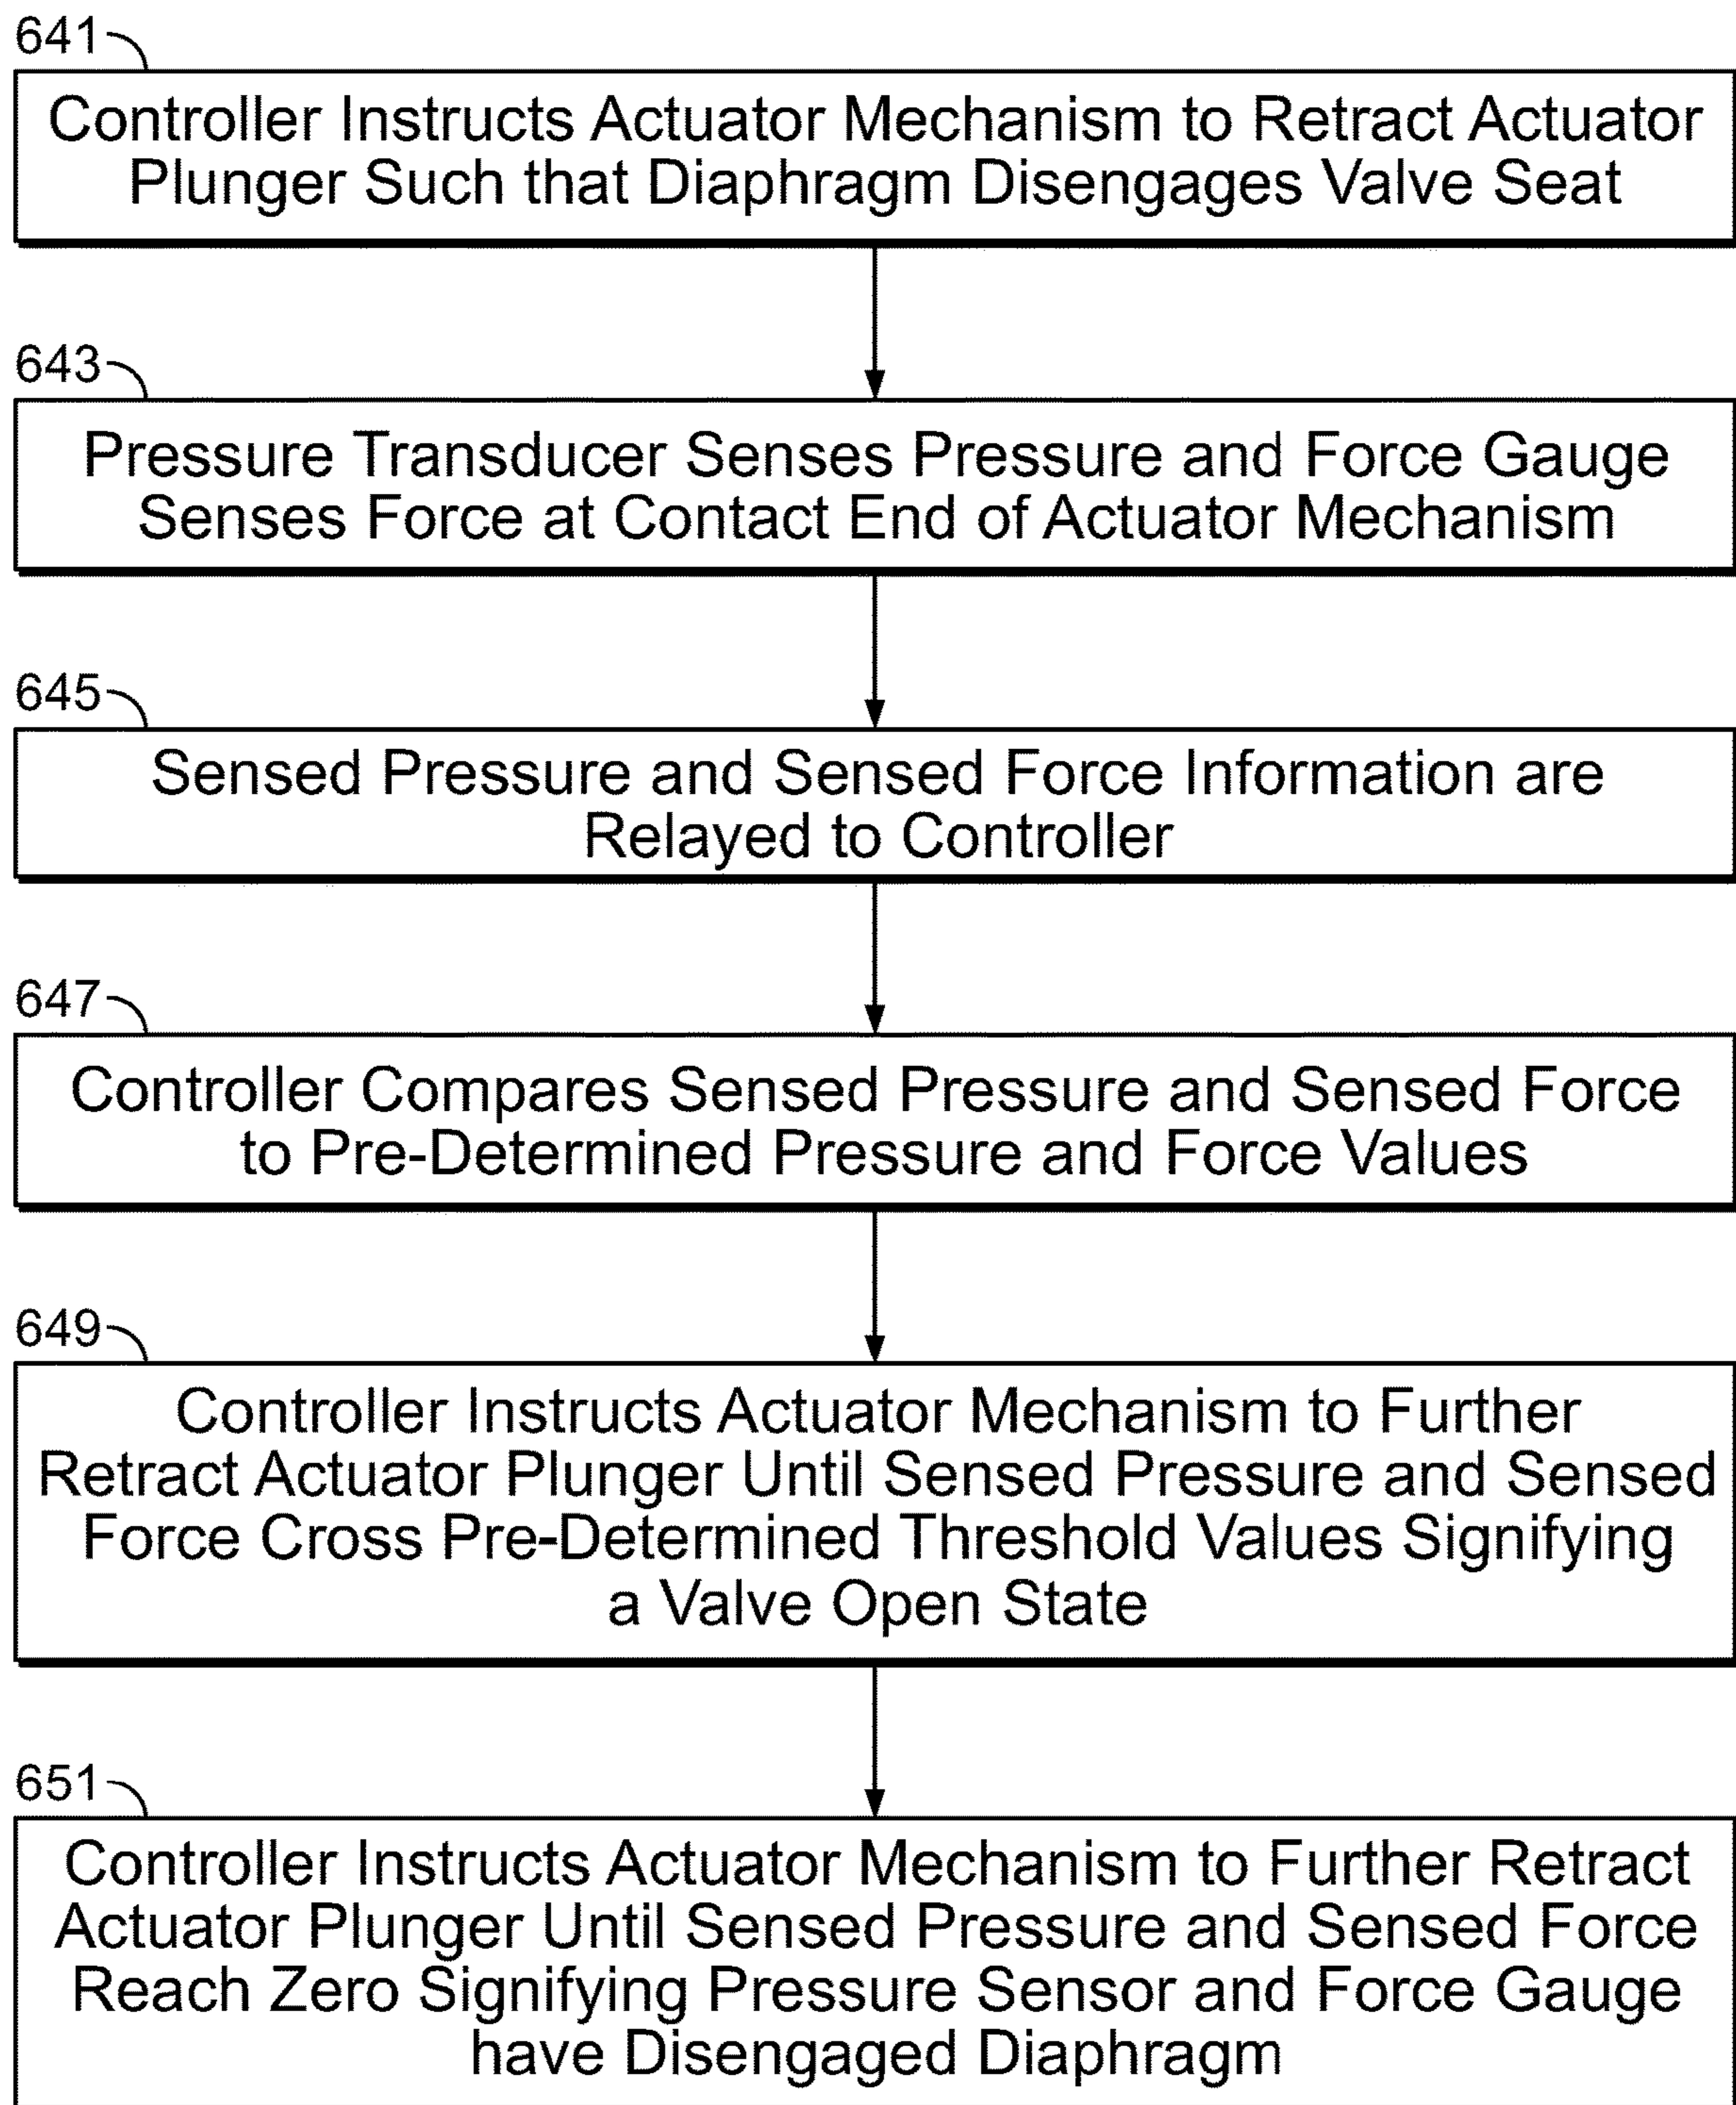 641
Controller Instructs Actuator Mechanism to Retract Actuator
Plunger Such that Diaphragm Disengages Valve Seat
643
Pressure Transducer Senses Pressure and Force Gauge
Senses Force at Contact End of Actuator Mechanism
645
Sensed Pressure and Sensed Force Information are
Relayed to Controller
647
Controller Compares Sensed Pressure and Sensed Force
to Pre-Determined Pressure and Force Values
649
Controller Instructs Actuator Mechanism to Further
Retract Actuator Plunger Until Sensed Pressure and Sensed
Force Cross Pre-Determined Threshold Values Signifying
a Valve Open State
651
Controller Instructs Actuator Mechanism to Further Retract
Actuator Plunger Until Sensed Pressure and Sensed Force
Reach Zero Signifying Pressure Sensor and Force Gauge
have Disengaged Diaphragm